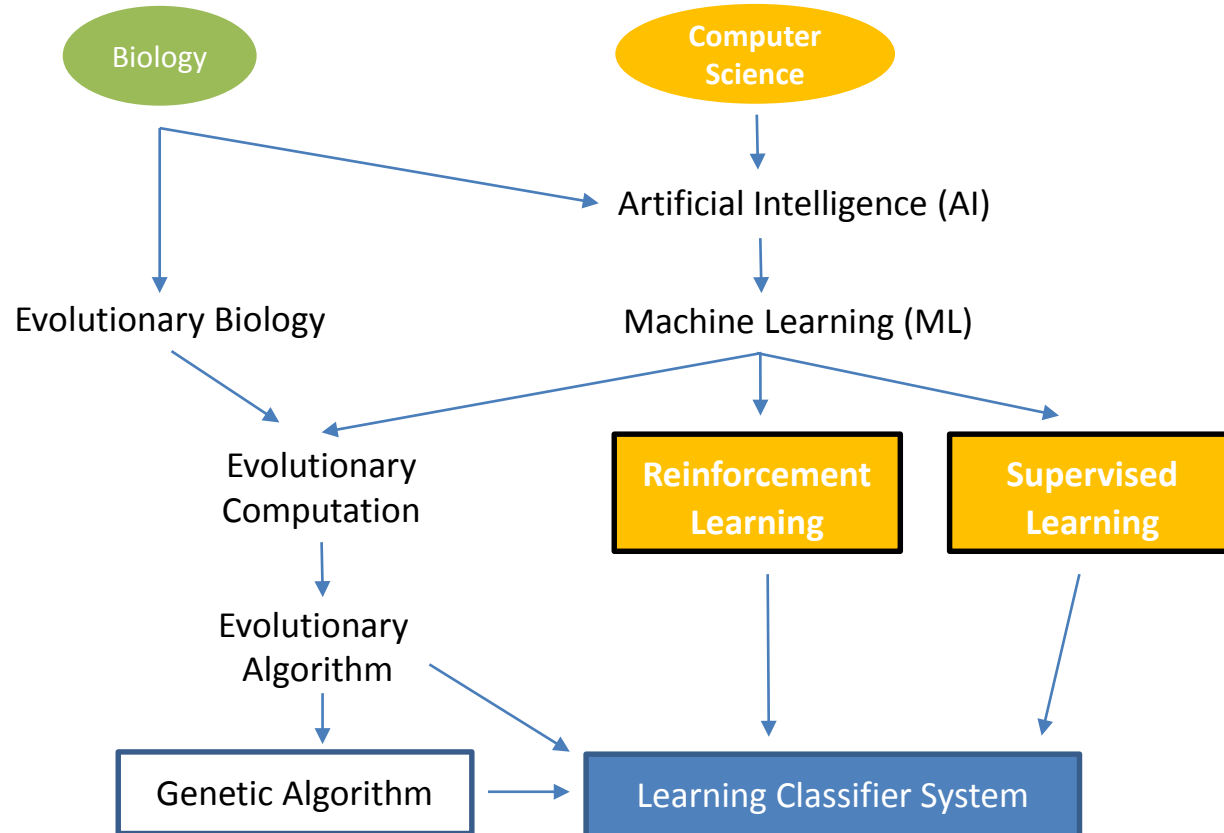 Biology
Computer
Science
Artificial Intelligence (AI)
Evolutionary Biology
Machine Learning (ML)
Evolutionary
Computation
Reinforcement
Learning
Supervised
Learning
Evolutionary
Algorithm
Genetic Algorithm
Learning Classifier System